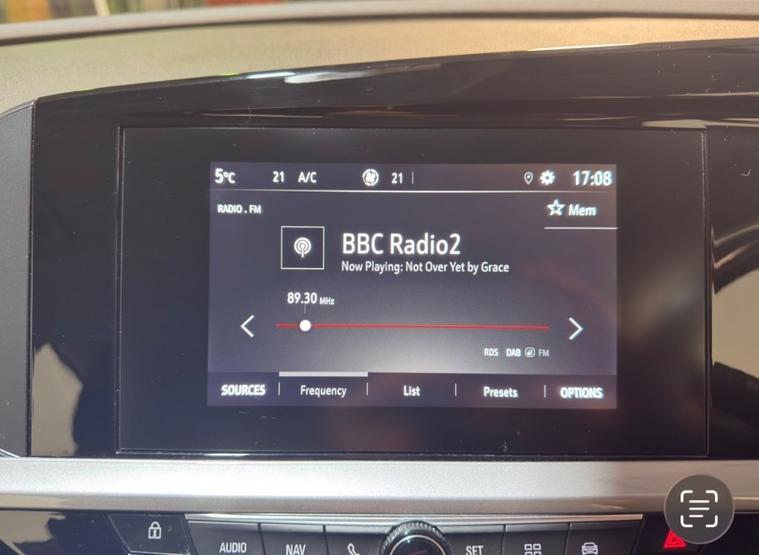 5°C 21 A/C 21 17:08
RADIO . FM
Mem
BBC Radio2
Now Playing: Not Over Yet by Grace
89.30 MHz
RDS DAB FM
SOURCES Frequency List Presets OPTIONS
AUDIO NAV SET